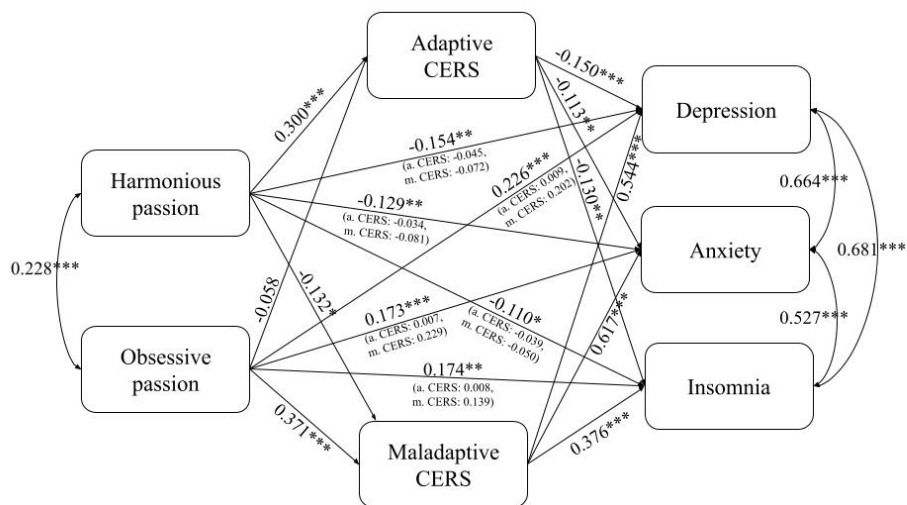 Adaptive
CERS
-0.150***
Depression
-0.113**
0.300***
-0.154**
(a. CERS: -0.045,
m. CERS: -0.072)
0.226***
(a. CERS: 0.009,
m. CERS: 0.202)
-0.130**
0.544***
Harmonious
passion
0.664***
-0.129**
(a. CERS: -0.034,
m. CERS: -0.081)
Anxiety
0.681***
0.228***
-0.058
-0.132*
0.173***
(a. CERS: 0.007,
m. CERS: 0.229)
-0.110*
(a. CERS: -0.039,
m. CERS: -0.050)
0.617***
0.527***
Obsessive
passion
0.174**
(a. CERS: 0.008,
m. CERS: 0.139)
Insomnia
0.371***
Maladaptive
CERS
0.376***